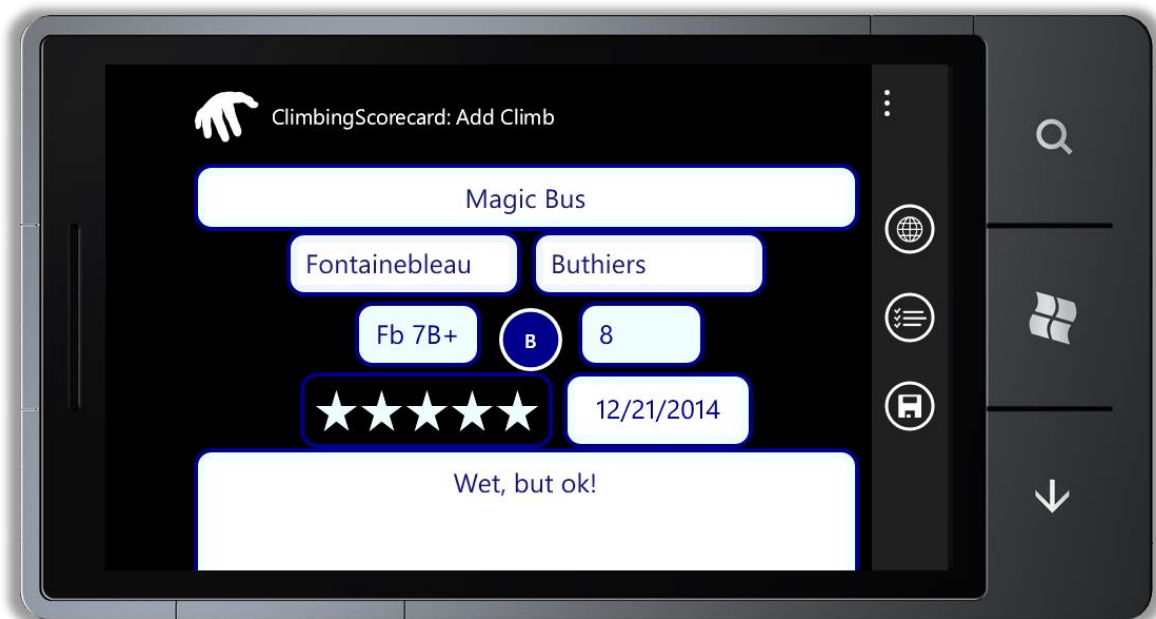 ClimbingScorecard: Add Climb
Magic Bus
Fontainebleau Buthiers
Fb 7B+ B 8
12/21/2014
Wet, but ok!